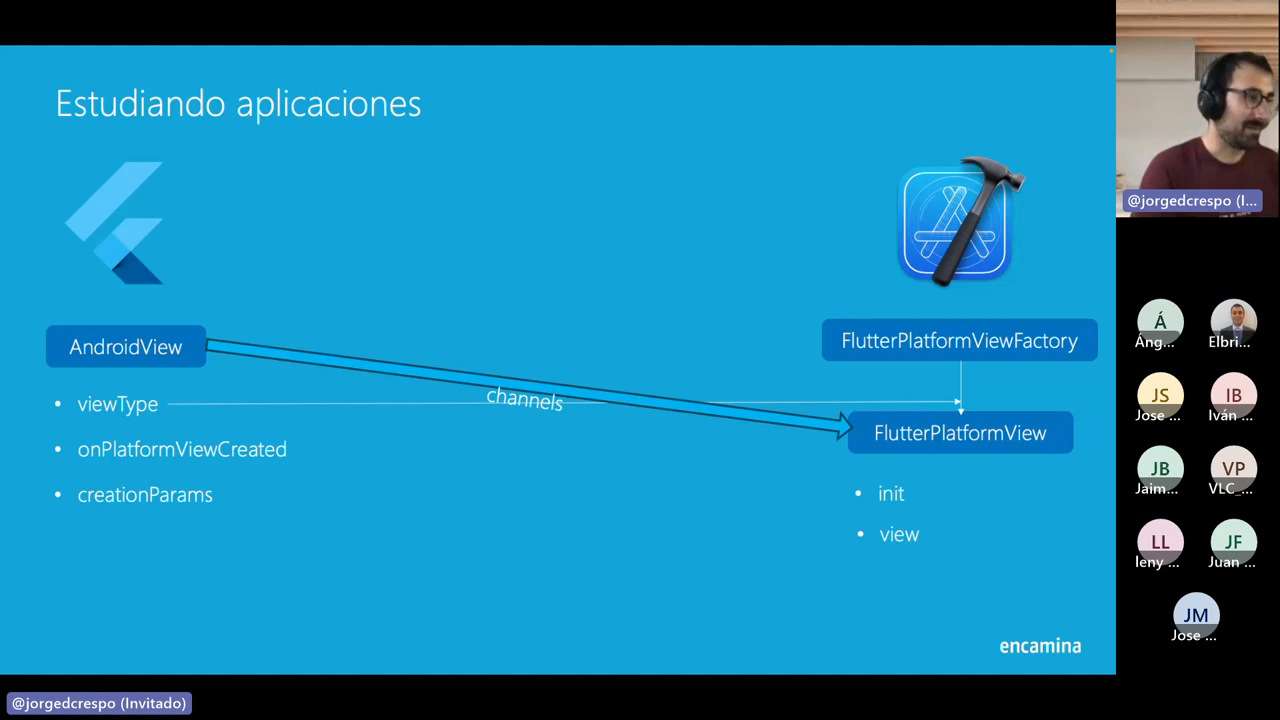 Estudiando aplicaciones
AndroidView
• viewType
• onPlatformViewCreated
• creationParams
channels
FlutterPlatformViewFactory
FlutterPlatformView
• init
• view
encamina
@jorgedcrespo (I...
Á
Áng...
Elbri...
JS
Jose ...
IB
Iván ...
JB
Jaim...
VP
VLC_...
LL
leny ...
JF
Juan ...
JM
Jose ...
@jorgedcrespo (Invitado)